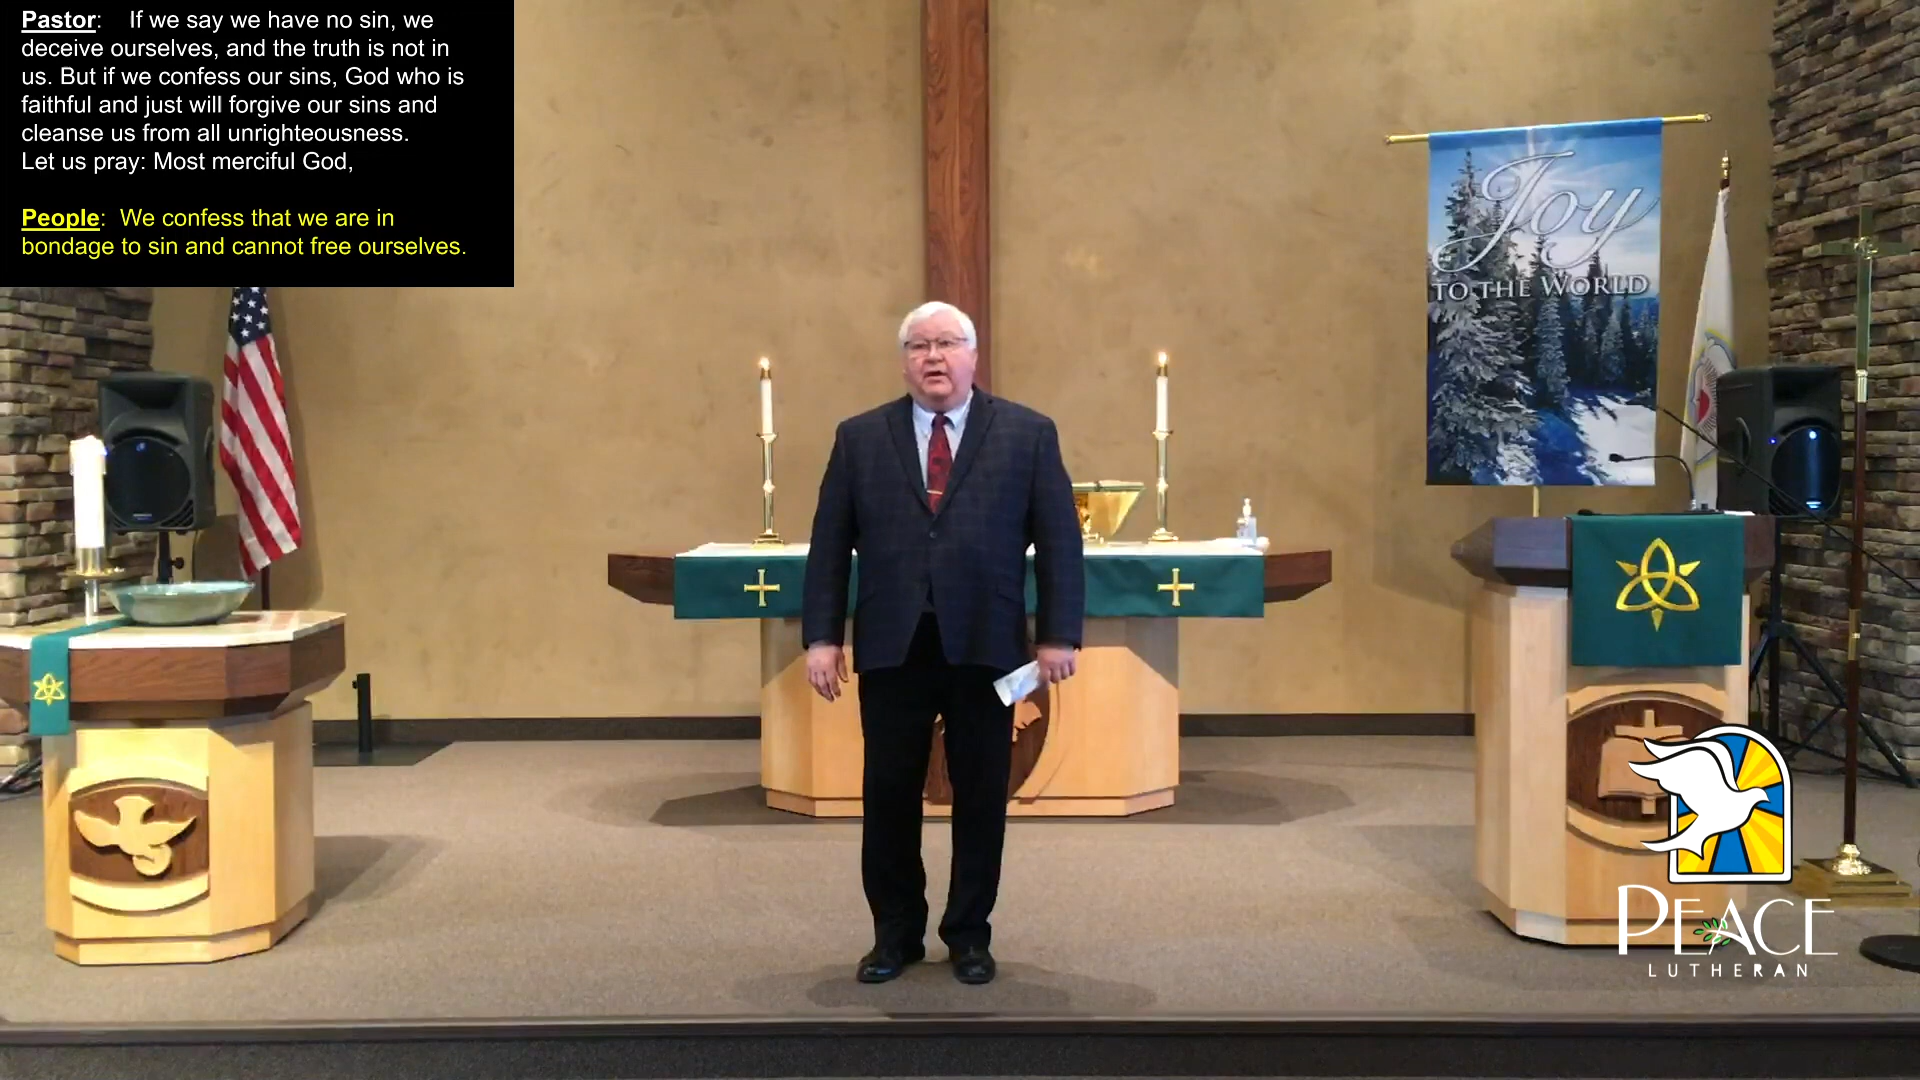 Pastor: If we say we have no sin, we
deceive ourselves, and the truth is not in
us. But if we confess our sins, God who is
faithful and just will forgive our sins and
cleanse us from all unrighteousness.
Let us pray: Most merciful God,
People: We confess that we are in
bondage to sin and cannot free ourselves.
Joy
TO THE WORLD
PEACE
LUTHERAN